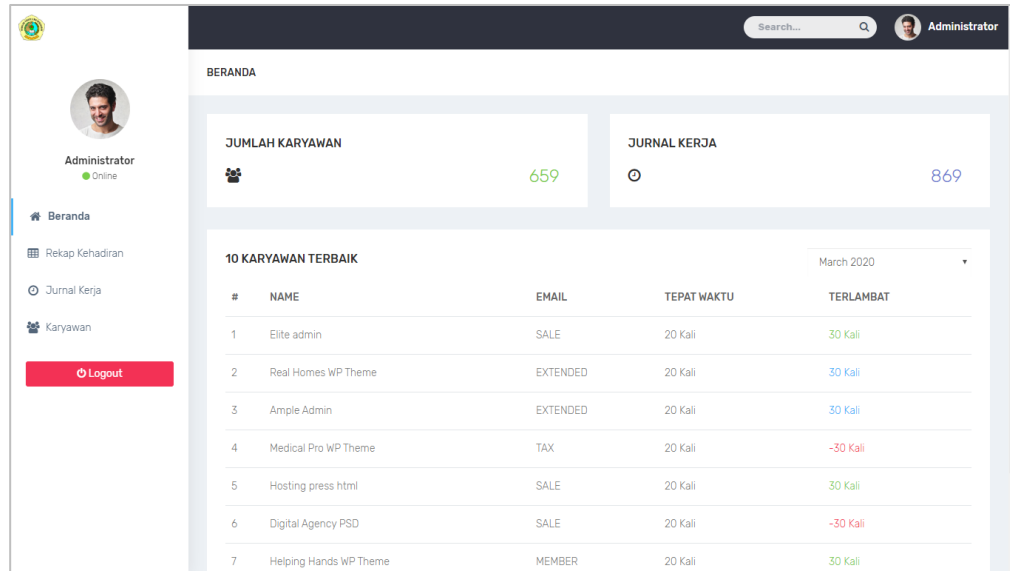 Search...
Administrator
BERANDA
Administrator
Online
Beranda
Rekap Kehadiran
Jurnal Kerja
Karyawan
Logout
JUMLAH KARYAWAN
659
JURNAL KERJA
869
10 KARYAWAN TERBAIK
March 2020
# NAME EMAIL TEPAT WAKTU TERLAMBAT
1 Elite admin SALE 20 Kali 30 Kali
2 Real Homes WP Theme EXTENDED 20 Kali 30 Kali
3 Ample Admin EXTENDED 20 Kali 30 Kali
4 Medical Pro WP Theme TAX 20 Kali -30 Kali
5 Hosting press html SALE 20 Kali 30 Kali
6 Digital Agency PSD SALE 20 Kali -30 Kali
7 Helping Hands WP Theme MEMBER 20 Kali 30 Kali